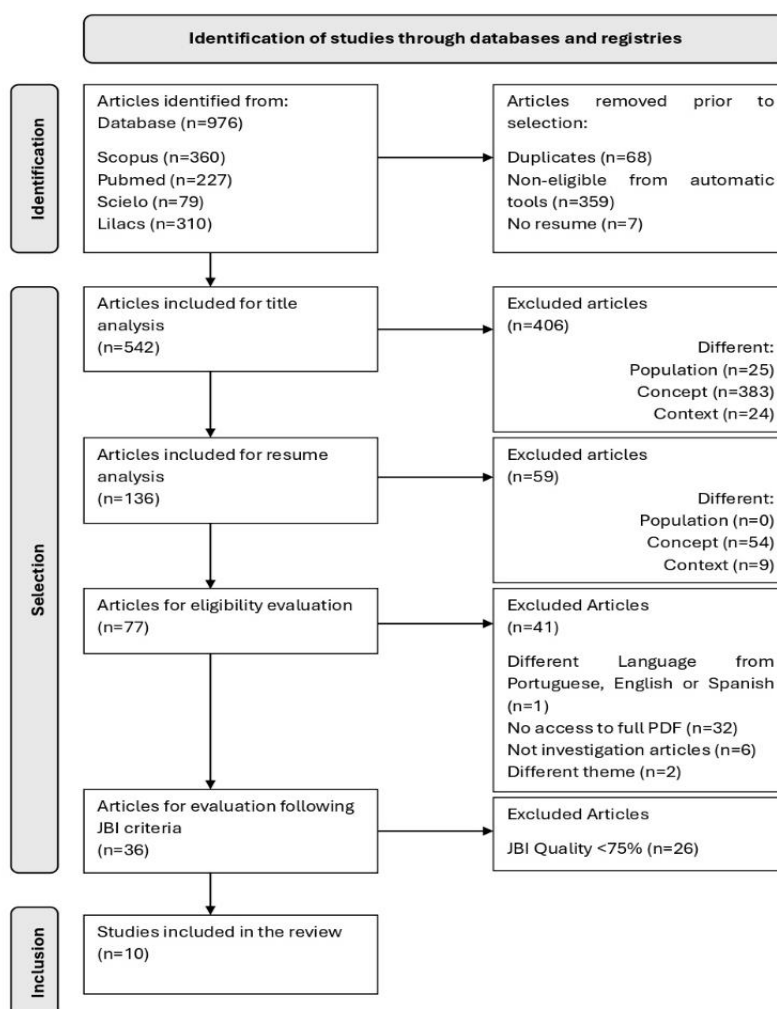 Identification of studies through databases and registries
Identification
Articles identified from:
Database (n=976)
Scopus (n=360)
Pubmed (n=227)
Scielo (n=79)
Lilacs (n=310)
Articles removed prior to
selection:
Duplicates (n=68)
Non-eligible from automatic
tools (n=359)
No resume (n=7)
Selection
Articles included for title
analysis
(n=542)
Excluded articles
(n=406)
Different:
Population (n=25)
Concept (n=383)
Context (n=24)
Articles included for resume
analysis
(n=136)
Excluded articles
(n=59)
Different:
Population (n=0)
Concept (n=54)
Context (n=9)
Articles for eligibility evaluation
(n=77)
Excluded Articles
(n=41)
Different Language from
Portuguese, English or Spanish
(n=1)
No access to full PDF (n=32)
Not investigation articles (n=6)
Different theme (n=2)
Articles for evaluation following
JBI criteria
(n=36)
Excluded Articles
JBI Quality <75% (n=26)
Inclusion
Studies included in the review
(n=10)